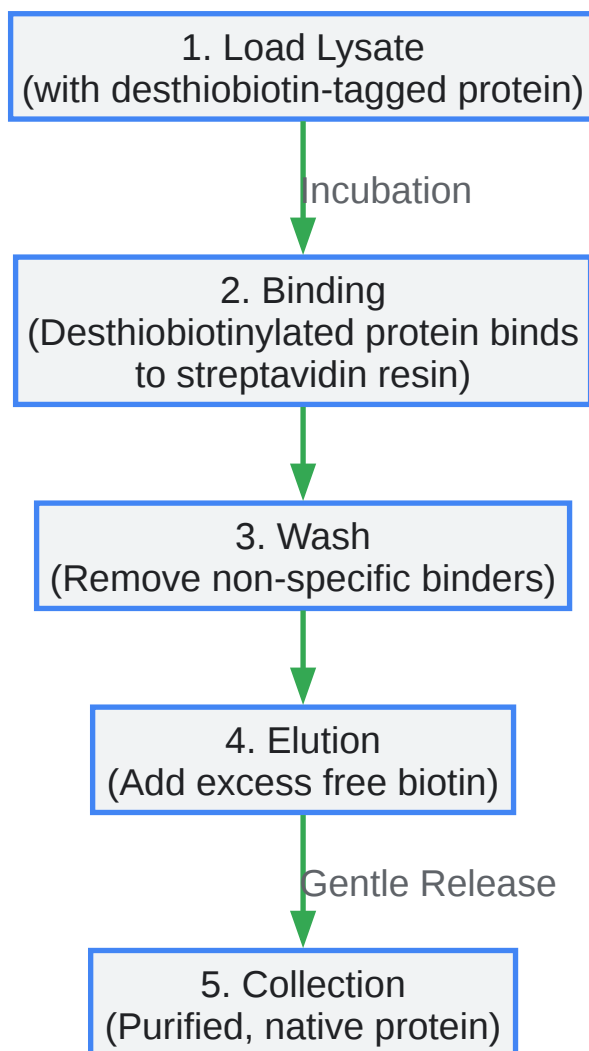 1. Load Lysate
(with desthiobiotin-tagged protein)
Incubation
2. Binding
(Desthiobiotinylated protein binds
to streptavidin resin)
3. Wash
(Remove non-specific binders)
4. Elution
(Add excess free biotin)
Gentle Release
5. Collection
(Purified, native protein)